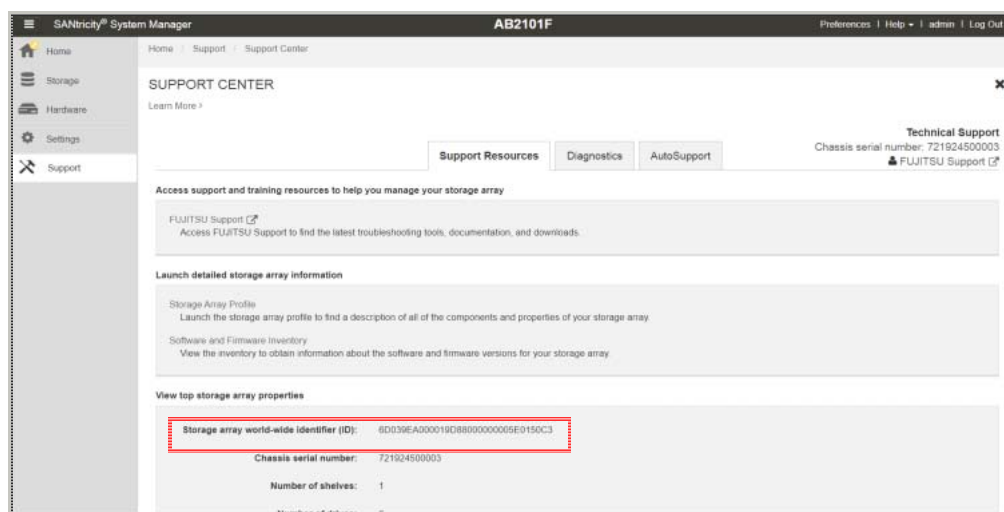 SANtricity® System Manager
AB2101F
Preferences | Help | admin | Log Out
Home
Storage
Hardware
Settings
Support
Home / Support / Support Center
SUPPORT CENTER
Learn More >
Technical Support
Chassis serial number: 721924500003
FUJITSU Support
Support Resources
Diagnostics
AutoSupport
Access support and training resources to help you manage your storage array
FUJITSU Support
Access FUJITSU Support to find the latest troubleshooting tools, documentation, and downloads.
Launch detailed storage array information
Storage Array Profile
Launch the storage array profile to find a description of all of the components and properties of your storage array.
Software and Firmware Inventory
View the inventory to obtain information about the software and firmware versions for your storage array.
View top storage array properties
Storage array world-wide identifier (ID): 6D039EA000019D88000000005E0150C3
Chassis serial number: 721924500003
Number of shelves: 1